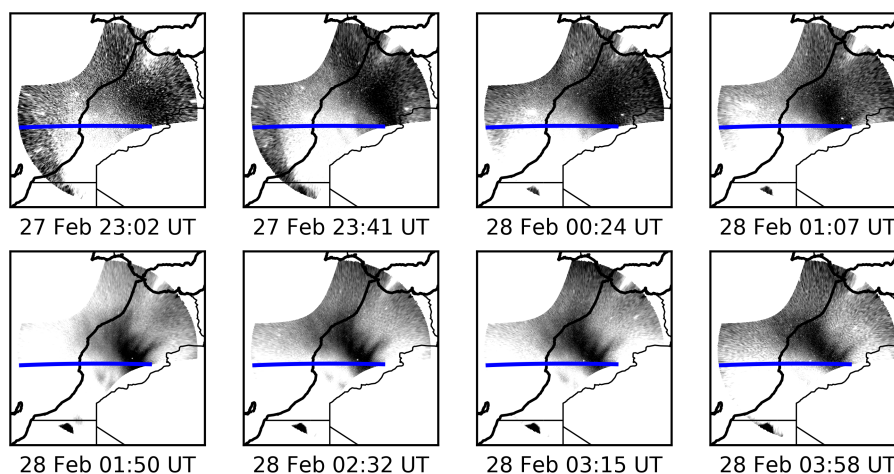 27 Feb 23:02 UT
27 Feb 23:41 UT
28 Feb 00:24 UT
28 Feb 01:07 UT
28 Feb 01:50 UT
28 Feb 02:32 UT
28 Feb 03:15 UT
28 Feb 03:58 UT